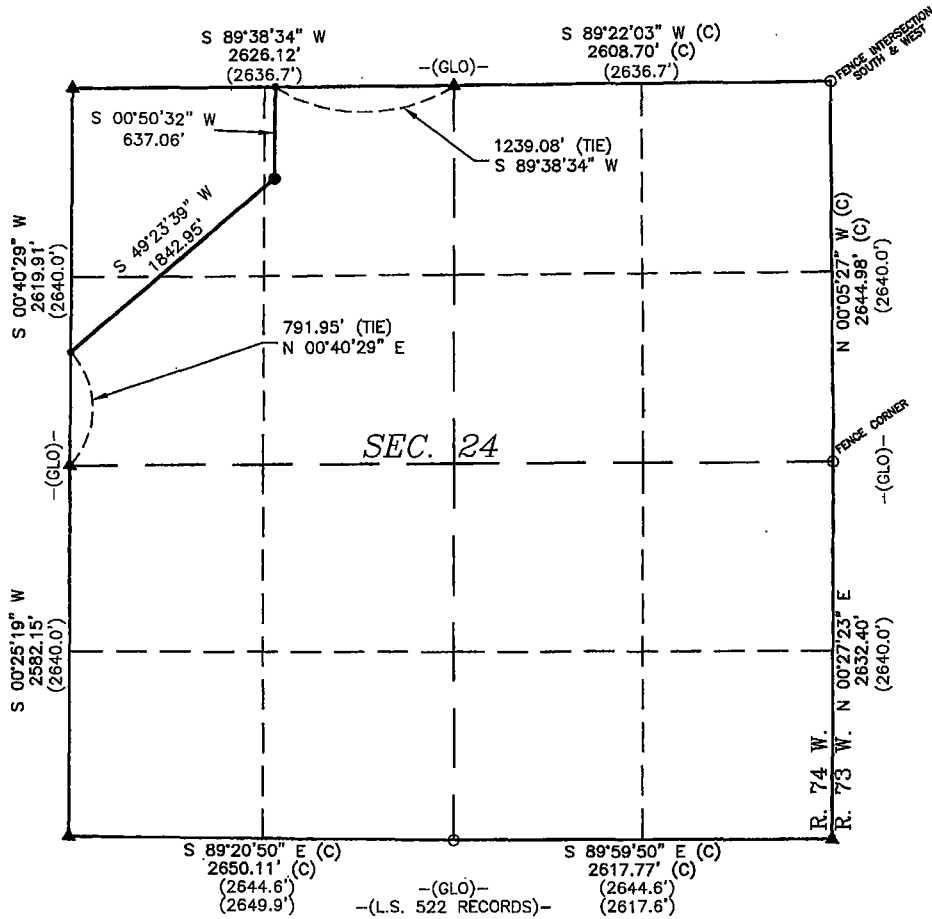 S 89°38'34" W
2626.12'
(2636.7')
-(GLO)-
S 89°22'03" W (C)
2608.70' (C)
(2636.7')
FENCE INTERSECTION
SOUTH & WEST
S 00°50'32" W
637.06'
1239.08' (TIE)
S 89°38'34" W
S 49°23'39" W
1842.95'
S 00°40'29" W
2619.91'
(2640.0')
N 00°05'27" W (C)
2644.98' (C)
(2640.0')
791.95' (TIE)
N 00°40'29" E
-(GLO)-
SEC. 24
FENCE CORNER
-(GLO)-
S 00°25'19" W
2582.15'
(2640.0')
N 00°27'23" E
2632.40'
(2640.0')
R. 74 W.
R. 73 W.
S 89°20'50" E (C)
2650.11' (C)
(2644.6')
(2649.9')
-(GLO)-
-(L.S. 522 RECORDS)-
S 89°59'50" E (C)
2617.77' (C)
(2644.6')
(2617.6')